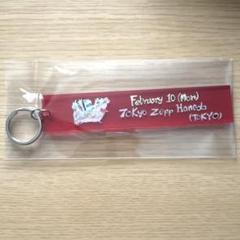 February 10 (Mon)
Tokyo Zepp Haneda
(TOKYO)